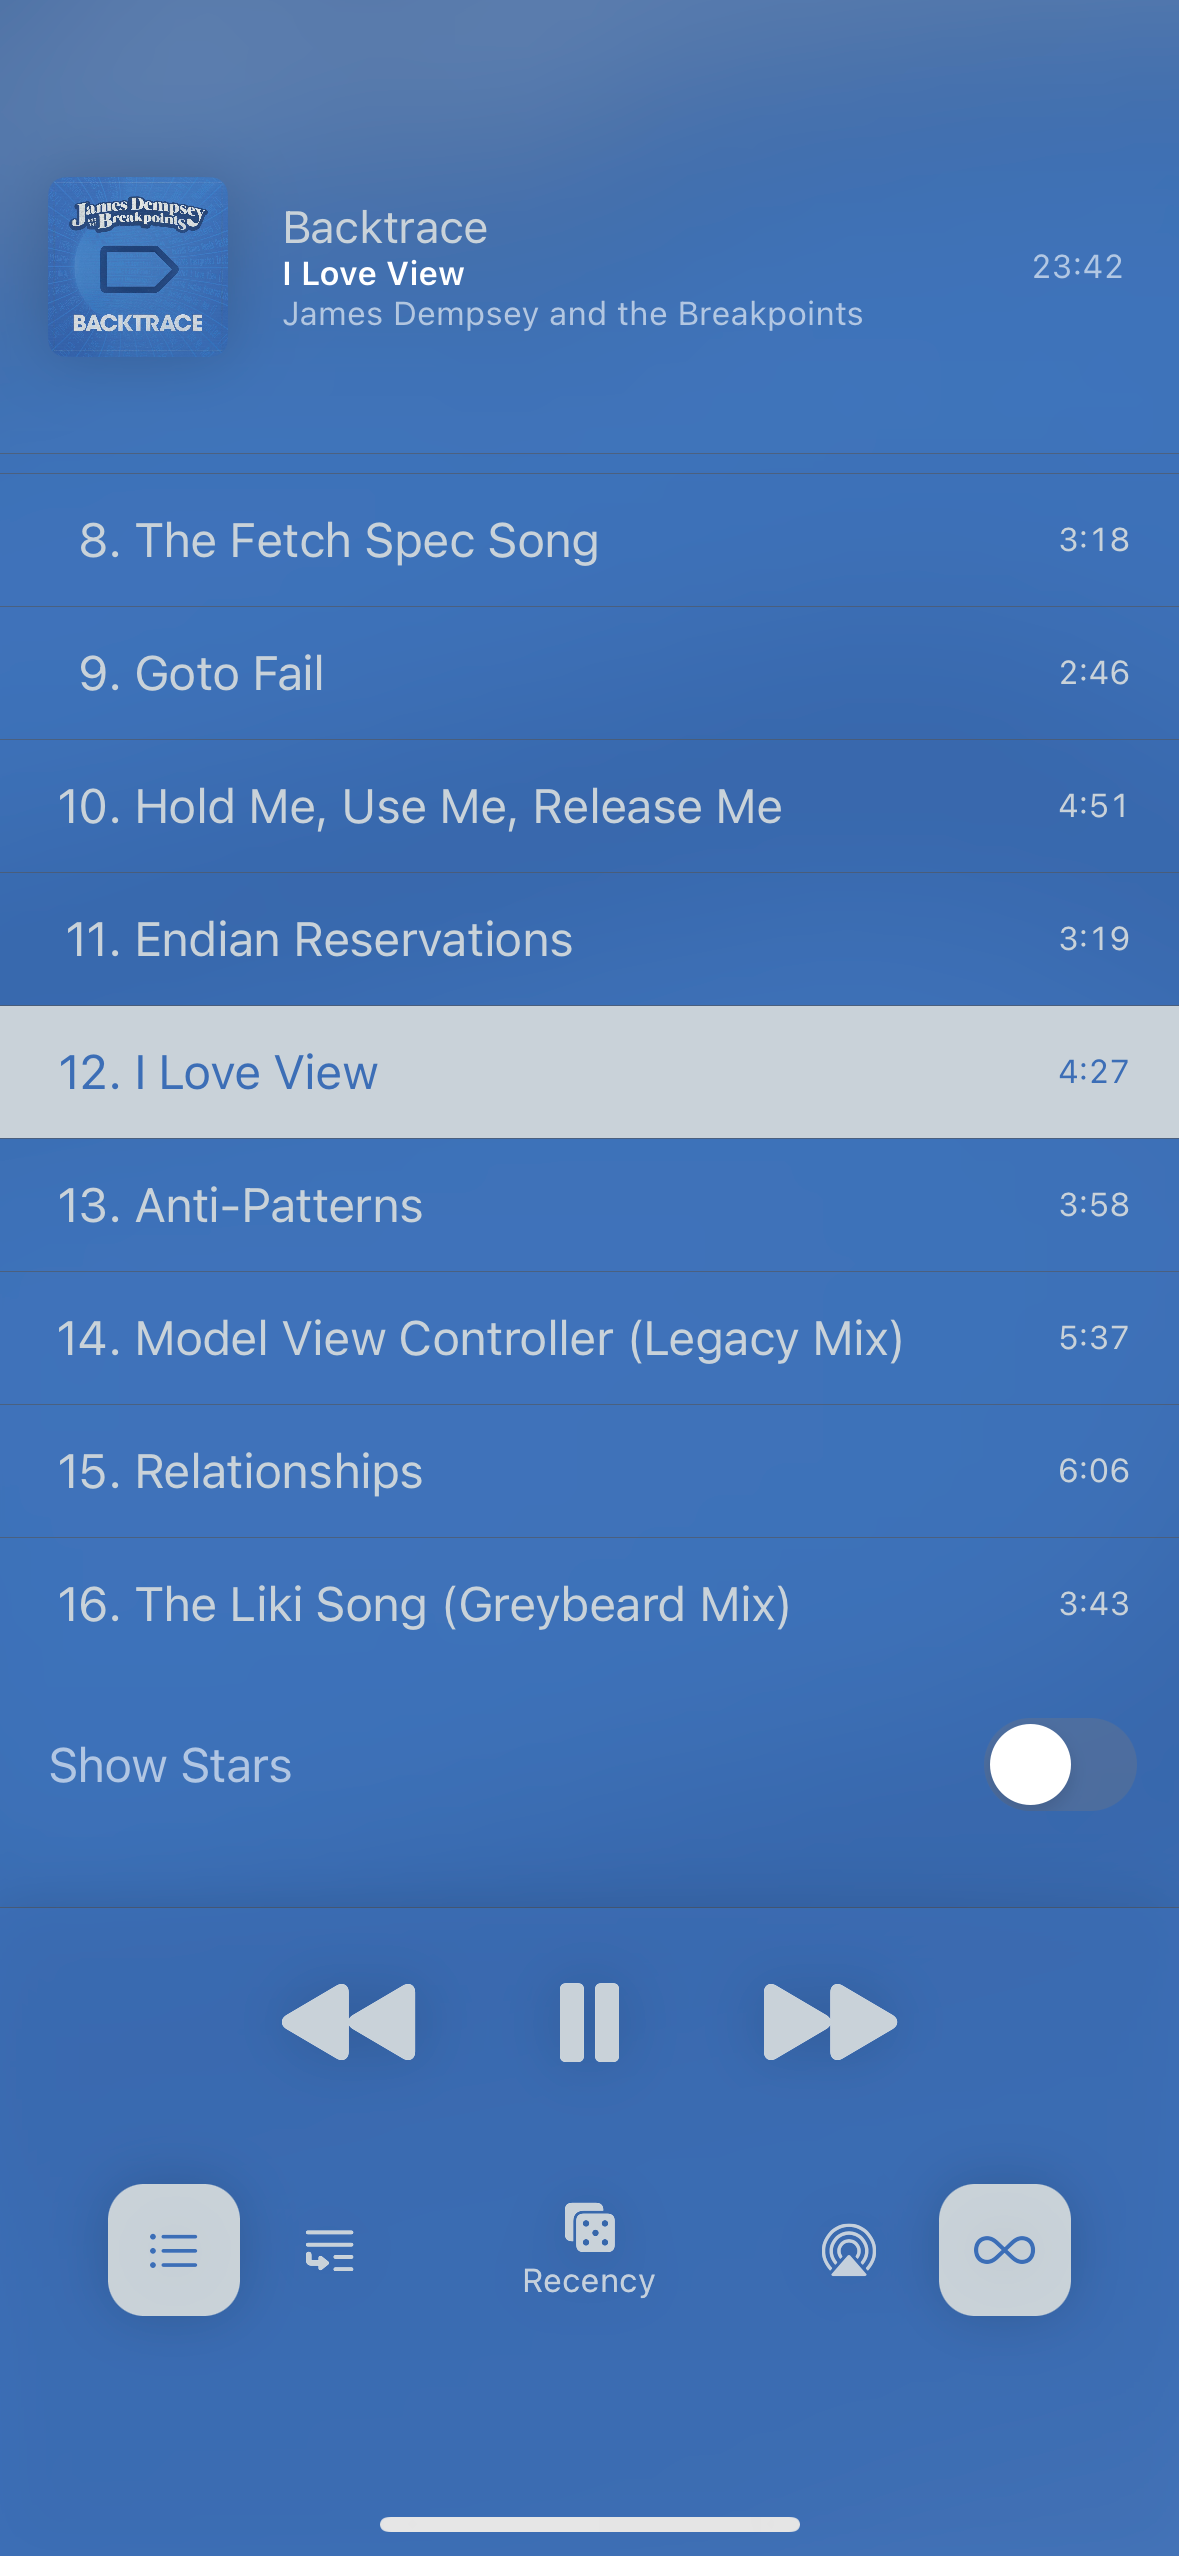 James Dempsey
and the Breakpoints
BACKTRACE
Backtrace
I Love View
James Dempsey and the Breakpoints
23:42
8. The Fetch Spec Song 3:18
9. Goto Fail 2:46
10. Hold Me, Use Me, Release Me 4:51
11. Endian Reservations 3:19
12. I Love View 4:27
13. Anti-Patterns 3:58
14. Model View Controller (Legacy Mix) 5:37
15. Relationships 6:06
16. The Liki Song (Greybeard Mix) 3:43
Show Stars
Recency